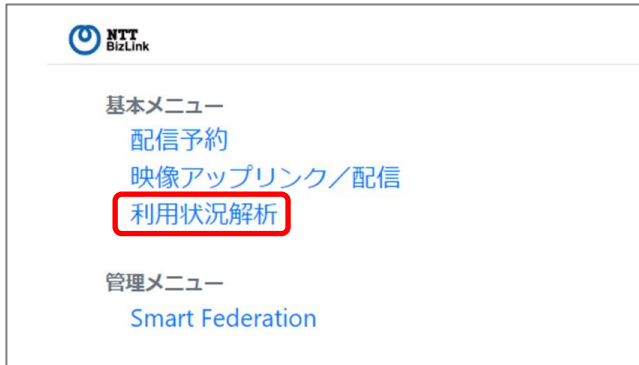 NTT
BizLink
基本メニュー
配信予約
映像アップリンク／配信
利用状況解析
管理メニュー
Smart Federation